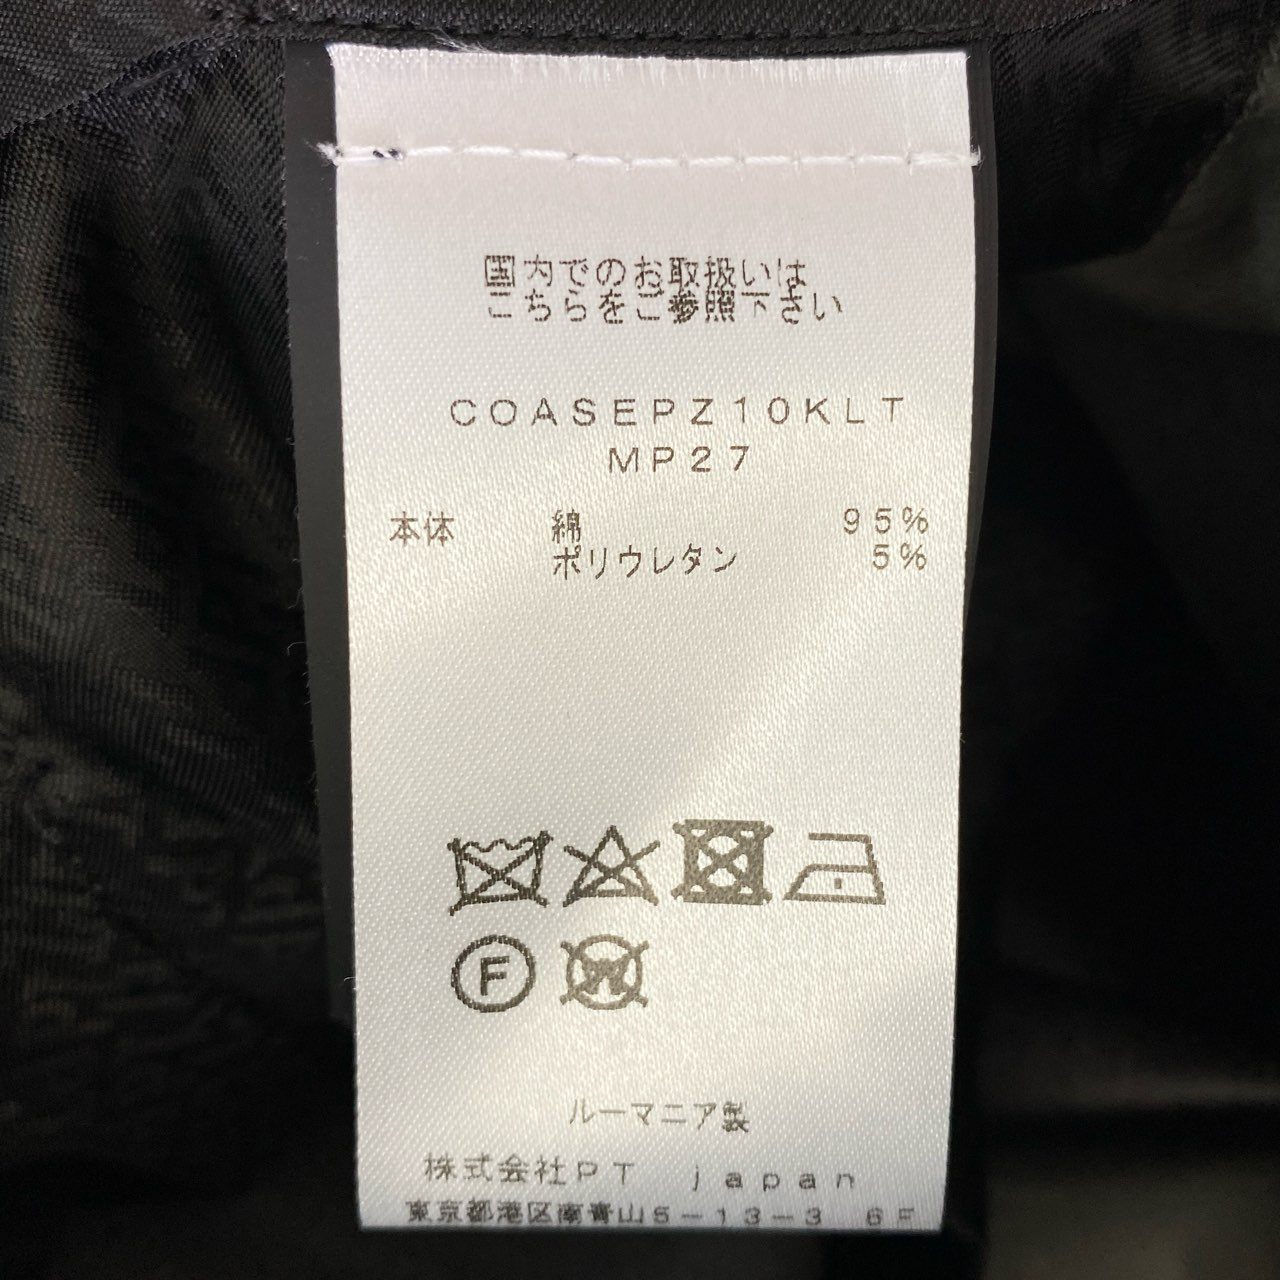 国内でのお取扱いは
こちらをご参照下さい
COASEPZ10KLT
MP27
本体 綿 95%
ポリウレタン 5%
F W
ルーマニア製
株式会社PT japan
東京都港区南青山5-13-3 6F